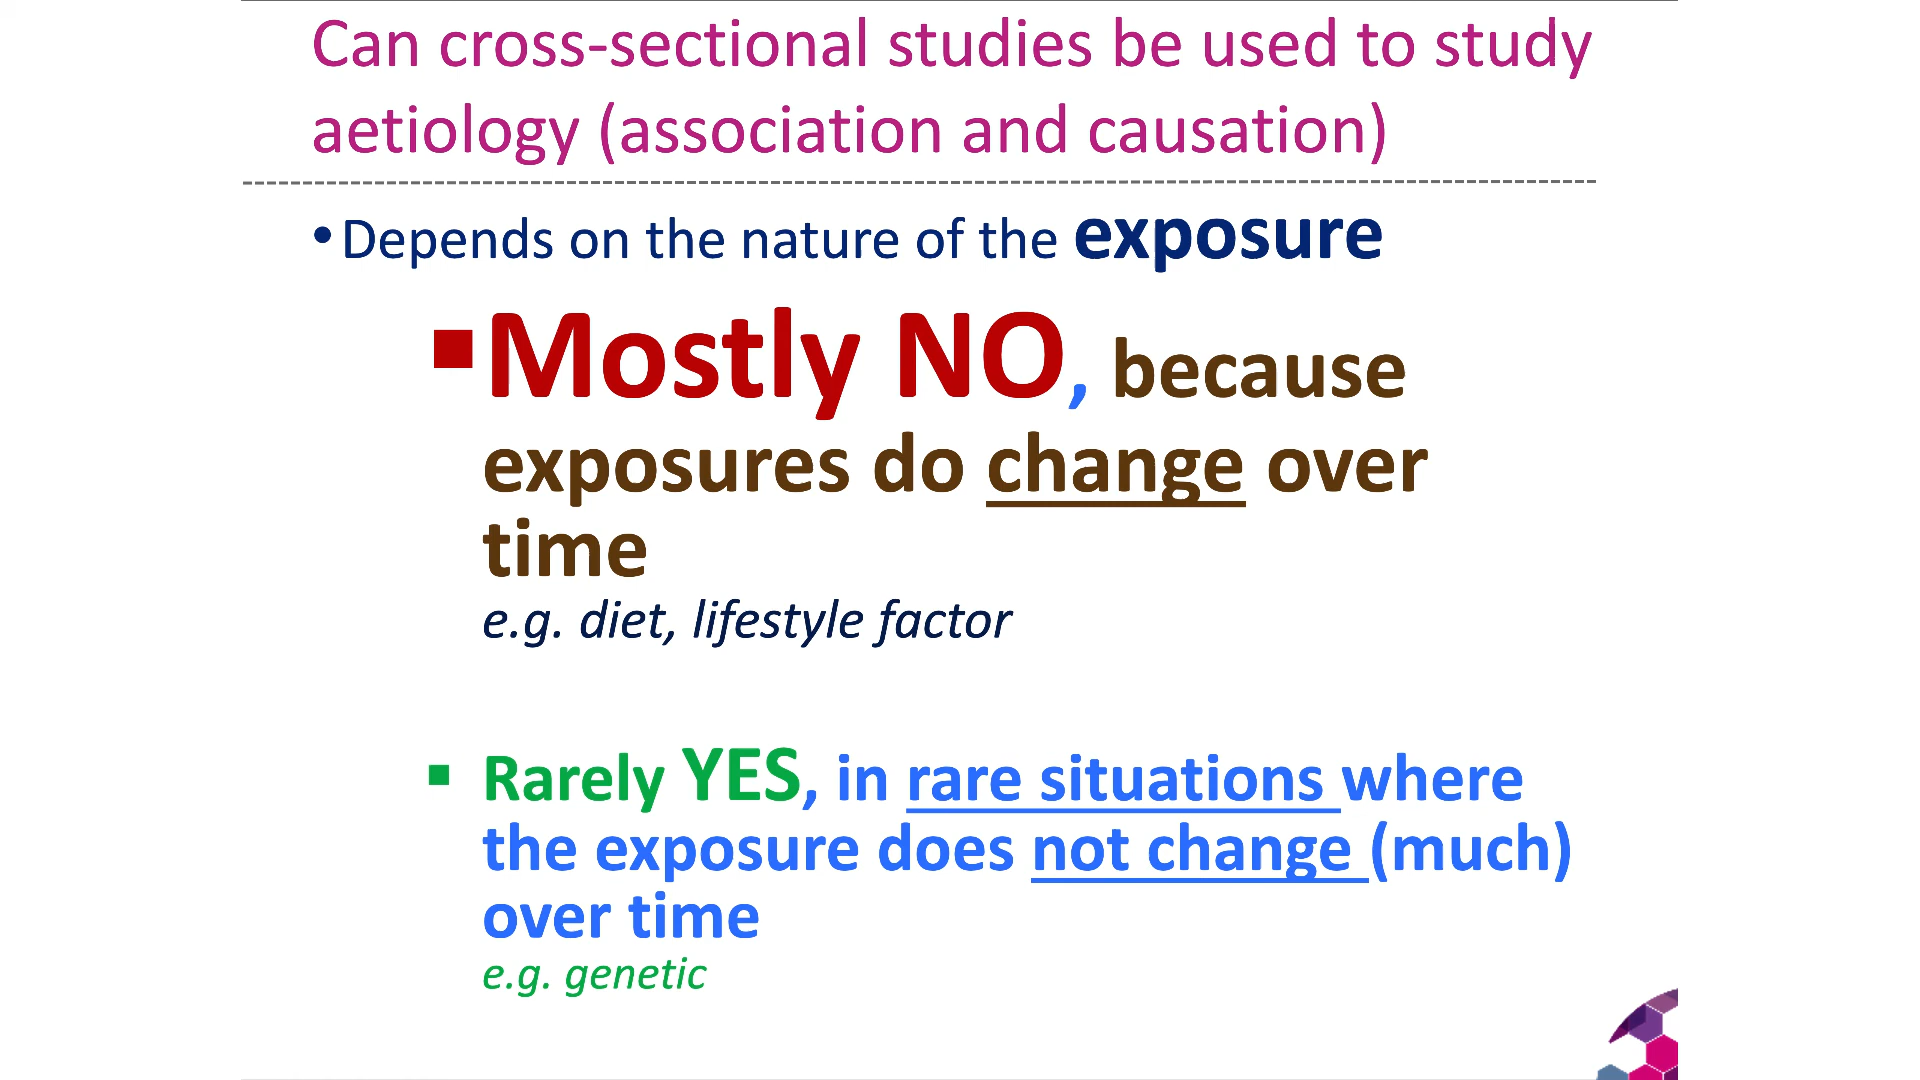 Can cross-sectional studies be used to study
aetiology (association and causation)
•Depends on the nature of the exposure
▪Mostly NO, because
exposures do change over
time
e.g. diet, lifestyle factor
▪ Rarely YES, in rare situations where
the exposure does not change (much)
over time
e.g. genetic